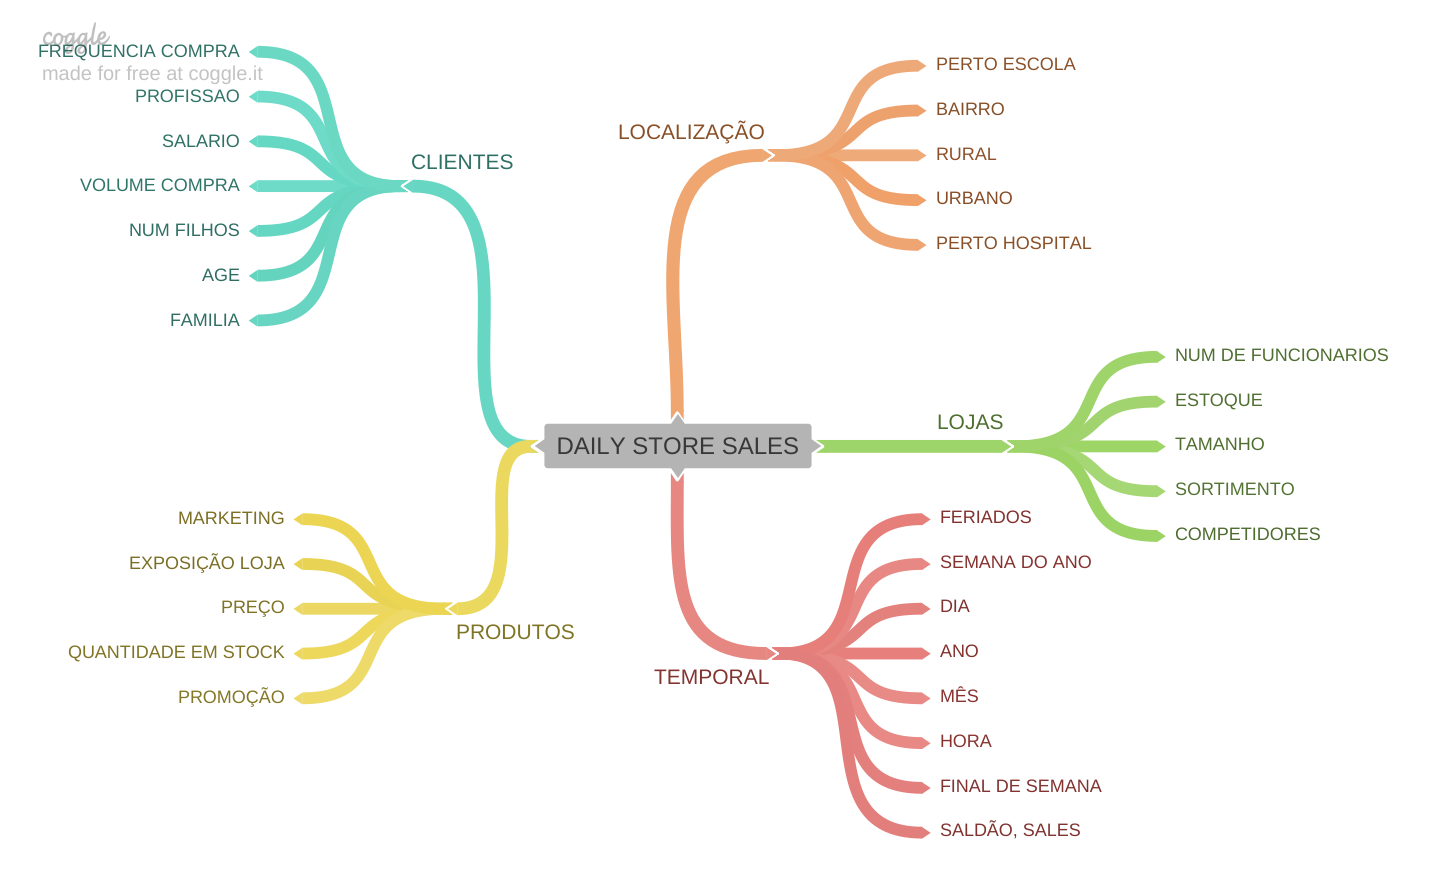 coggle
made for free at coggle.it
FREQUENCIA COMPRA
PROFISSAO
SALARIO
VOLUME COMPRA
NUM FILHOS
AGE
FAMILIA
CLIENTES
LOCALIZAÇÃO
PERTO ESCOLA
BAIRRO
RURAL
URBANO
PERTO HOSPITAL
DAILY STORE SALES
LOJAS
NUM DE FUNCIONARIOS
ESTOQUE
TAMANHO
SORTIMENTO
COMPETIDORES
MARKETING
EXPOSIÇÃO LOJA
PREÇO
QUANTIDADE EM STOCK
PROMOÇÃO
PRODUTOS
TEMPORAL
FERIADOS
SEMANA DO ANO
DIA
ANO
MÊS
HORA
FINAL DE SEMANA
SALDÃO, SALES